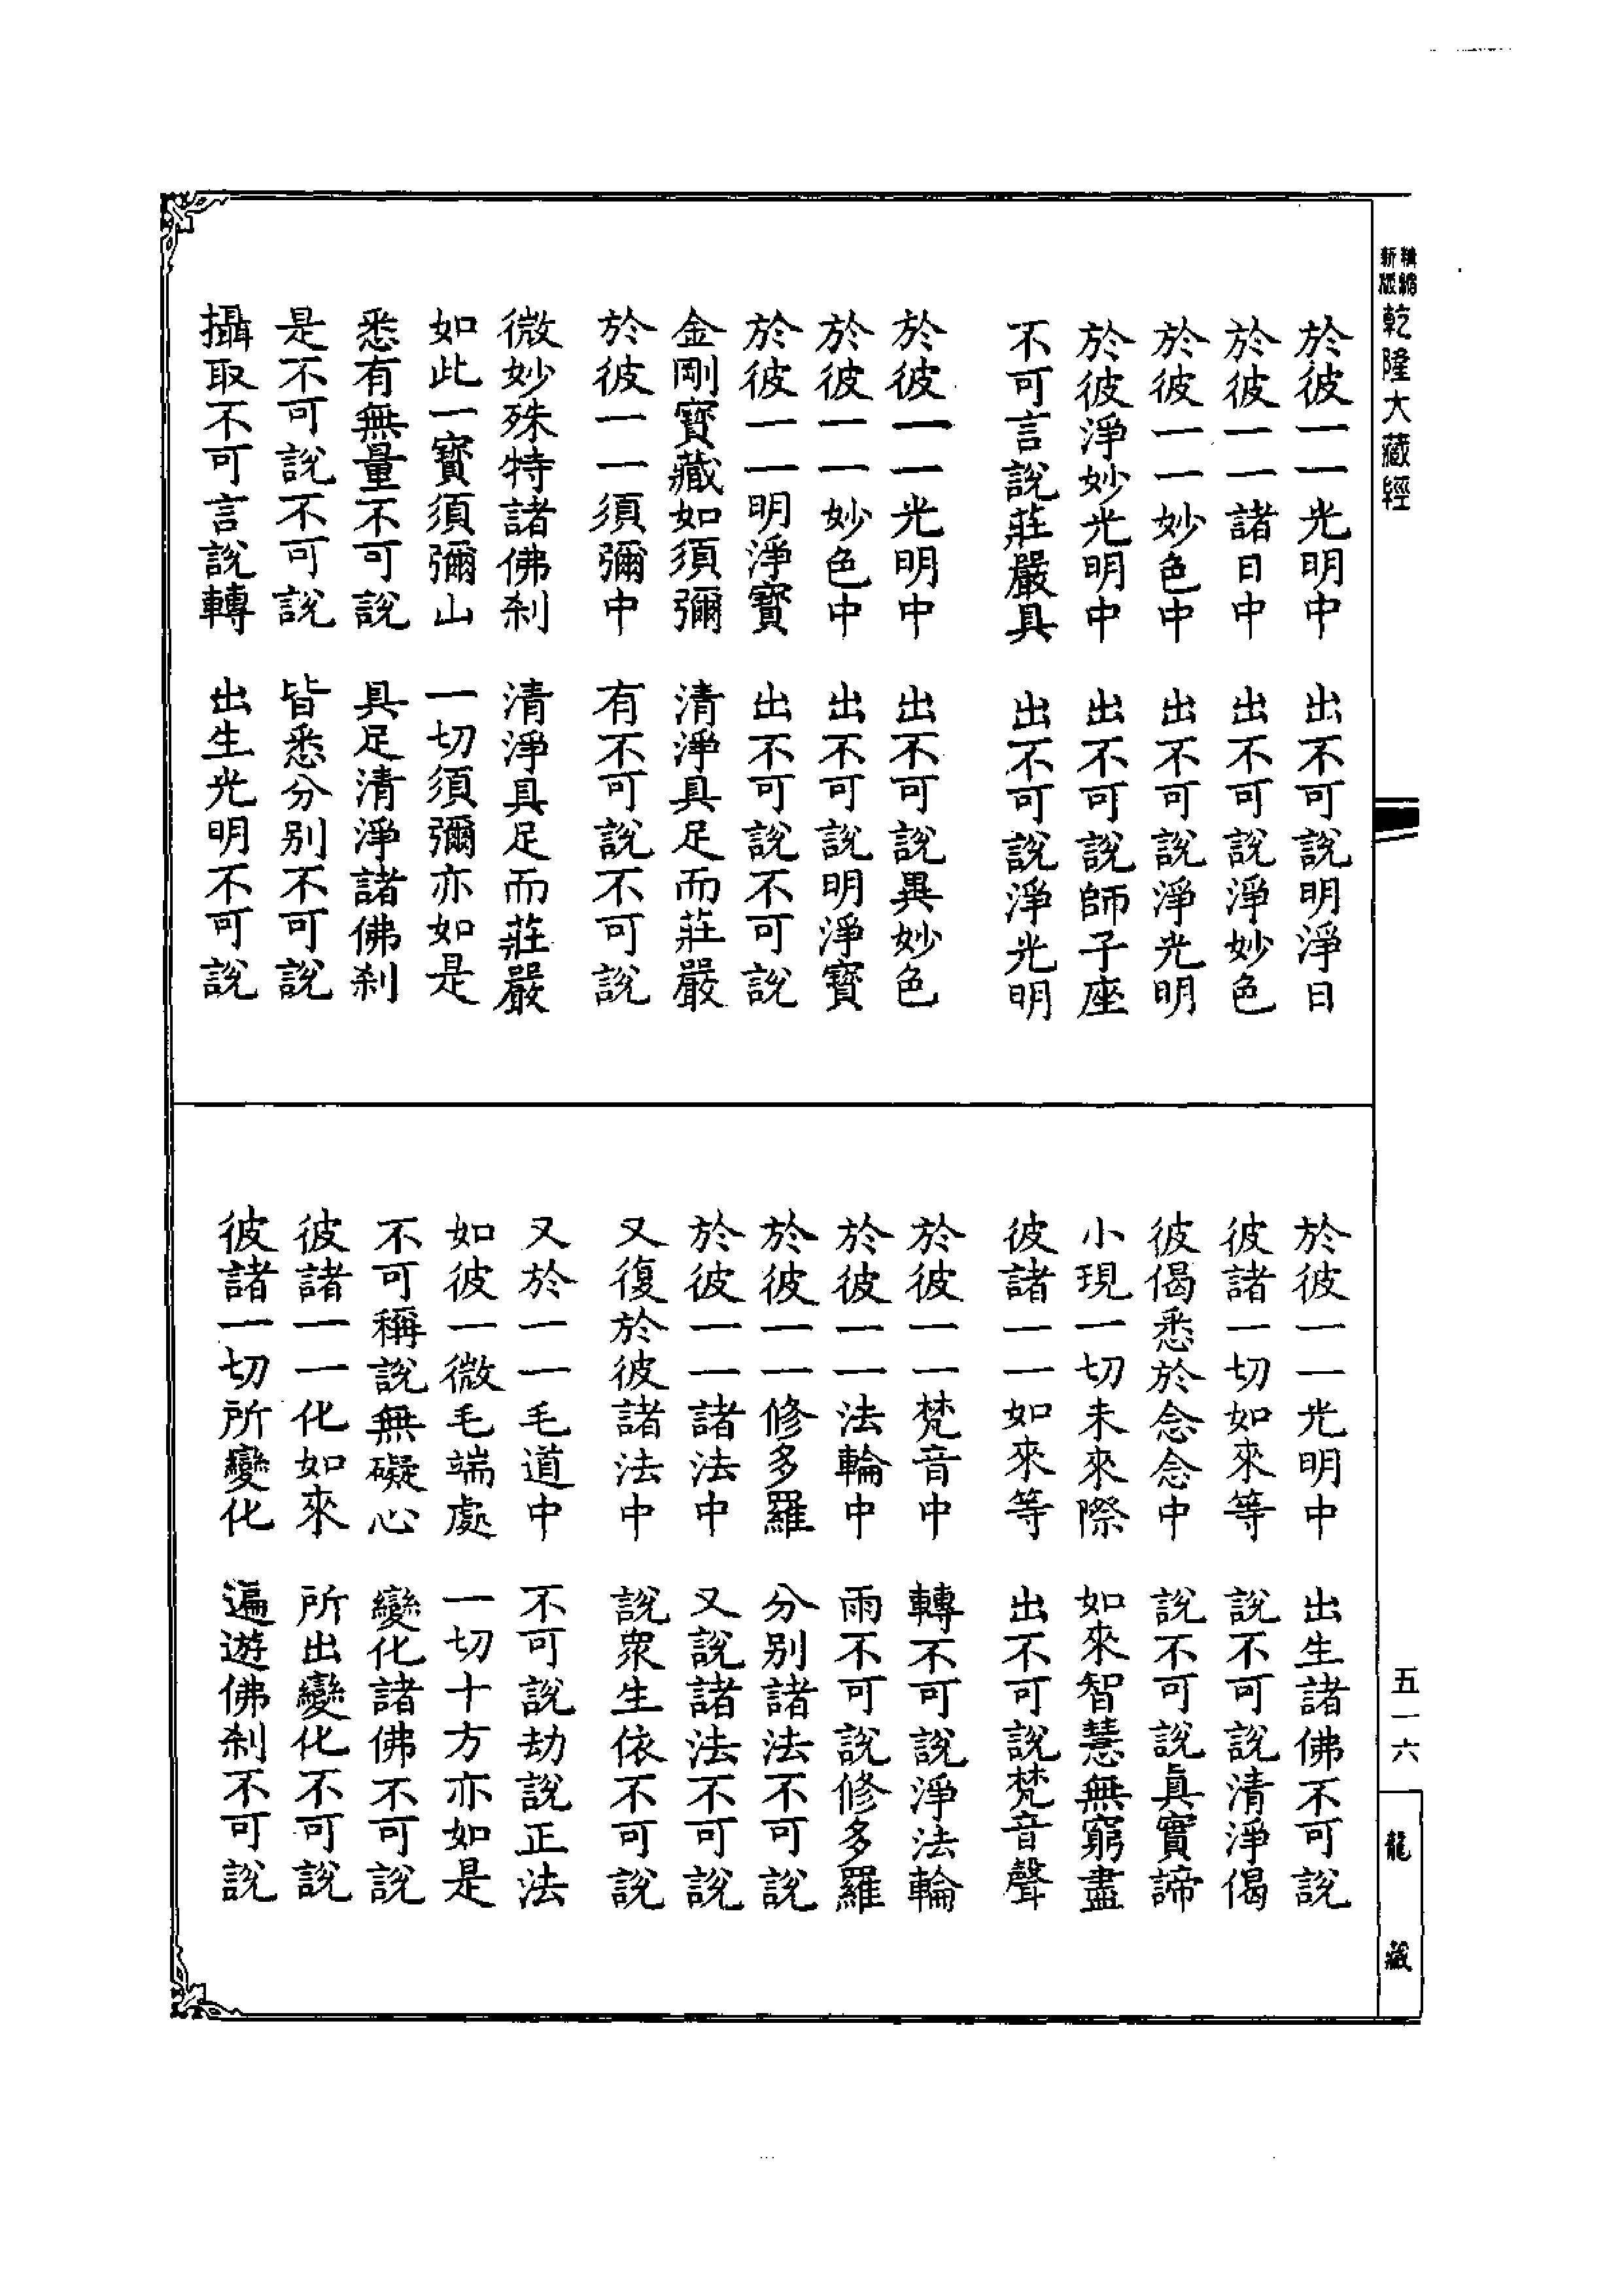 新版精縮乾隆大藏經
於彼一一光明中　出不可說明淨日
於彼一一諸日中　出不可說淨妙色
於彼一一妙色中　出不可說淨光明
於彼淨妙光明中　出不可說師子座
不可言說莊嚴具　出不可說淨光明
於彼一一光明中　出不可說異妙色
於彼一一妙色中　出不可說明淨寶
於彼一一明淨寶　出不可說不可說
金剛寶藏如須彌　清淨具足而莊嚴
於彼一一須彌中　有不可說不可說
微妙殊特諸佛刹　清淨具足而莊嚴
如此一寶須彌山　一切須彌亦如是
悉有無量不可說　具足清淨諸佛刹
是不可說不可說　皆悉分別不可說
攝取不可言說轉　出生光明不可說
於彼一一光明中　出生諸佛不可說
彼諸一切如來等　說不可說清淨偈
彼偈悉於念念中　說不可說真實諦
小現一切未來際　如來智慧無窮盡
彼諸一一如來等　出不可說梵音聲
於彼一一梵音中　轉不可說淨法輪
於彼一一法輪中　雨不可說修多羅
於彼一一修多羅　分別諸法不可說
於彼一一諸法中　又說諸法不可說
又復於彼諸法中　說衆生依不可說
又於一一毛道中　不可說劫說正法
如彼一微毛端處　一切十方亦如是
不可稱說無礙心　變化諸佛不可說
彼諸一一化如來　所出變化不可說
彼諸一切所變化　遍遊佛刹不可說
五一六
龍藏